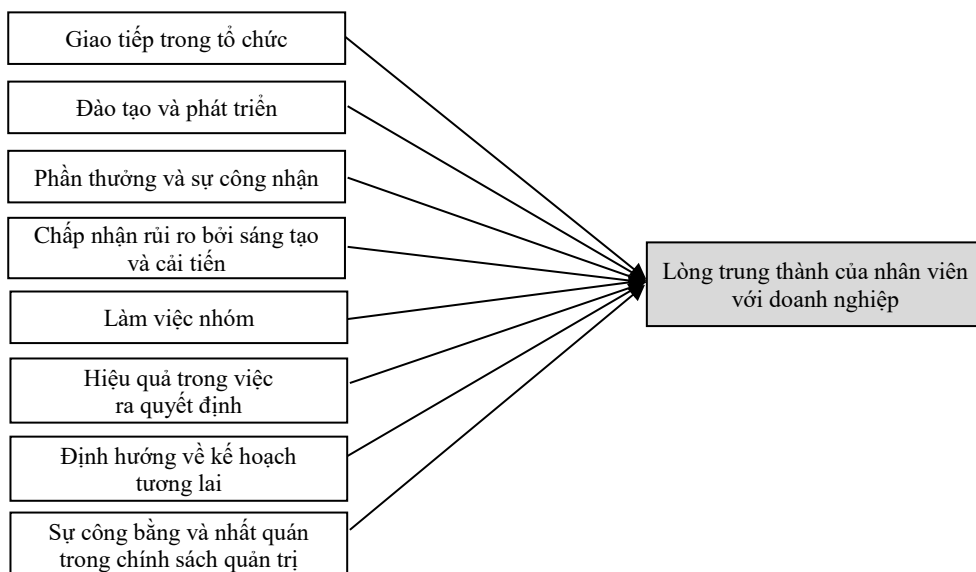 Giao tiếp trong tổ chức
Đào tạo và phát triển
Phần thưởng và sự công nhận
Chấp nhận rủi ro bởi sáng tạo
và cải tiến
Làm việc nhóm
Hiệu quả trong việc
ra quyết định
Định hướng về kế hoạch
tương lai
Sự công bằng và nhất quán
trong chính sách quản trị
Lòng trung thành của nhân viên
với doanh nghiệp